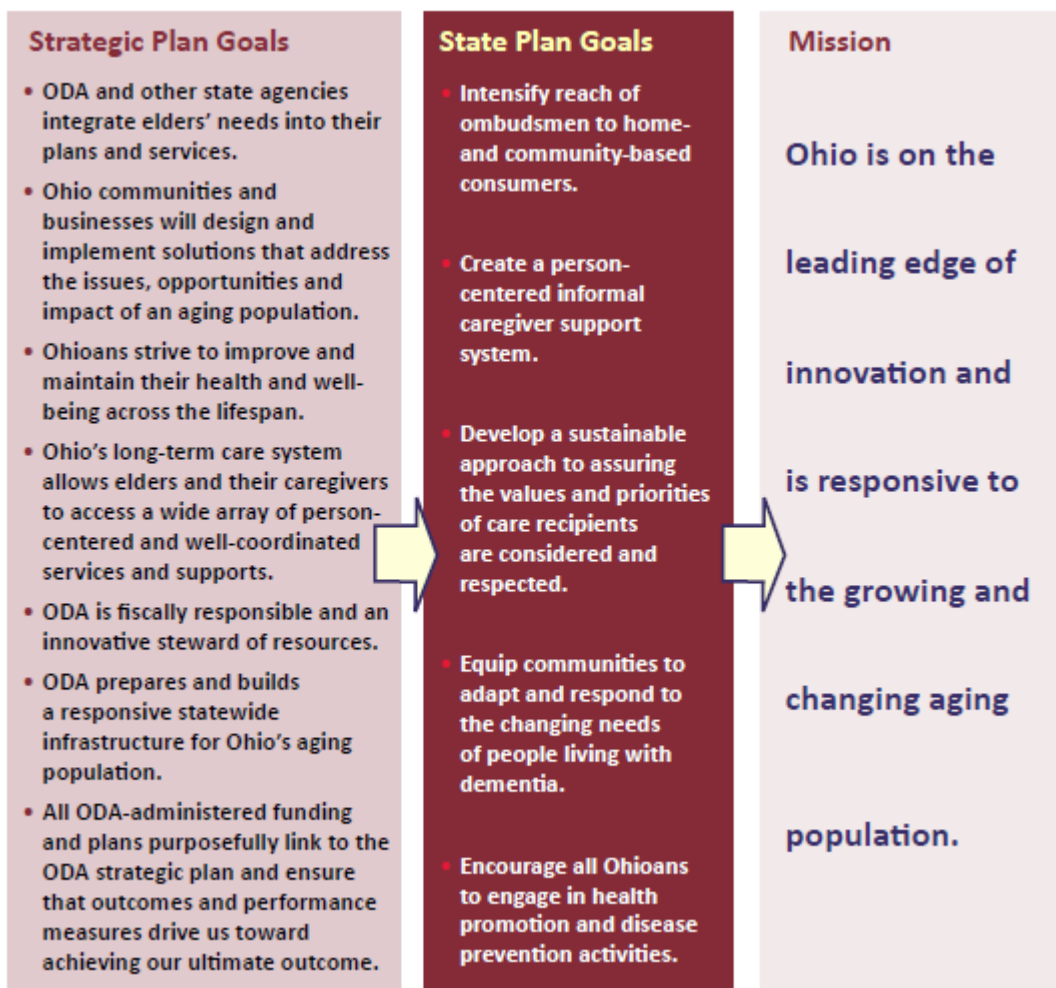 Strategic Plan Goals
• ODA and other state agencies
integrate elders’ needs into their
plans and services.
• Ohio communities and
businesses will design and
implement solutions that address
the issues, opportunities and
impact of an aging population.
• Ohioans strive to improve and
maintain their health and well-
being across the lifespan.
• Ohio’s long-term care system
allows elders and their caregivers
to access a wide array of person-
centered and well-coordinated
services and supports.
• ODA is fiscally responsible and an
innovative steward of resources.
• ODA prepares and builds
a responsive statewide
infrastructure for Ohio’s aging
population.
• All ODA-administered funding
and plans purposefully link to the
ODA strategic plan and ensure
that outcomes and performance
measures drive us toward
achieving our ultimate outcome.
State Plan Goals
• Intensify reach of
ombudsmen to home-
and community-based
consumers.
• Create a person-
centered informal
caregiver support
system.
• Develop a sustainable
approach to assuring
the values and priorities
of care recipients
are considered and
respected.
• Equip communities to
adapt and respond to
the changing needs
of people living with
dementia.
• Encourage all Ohioans
to engage in health
promotion and disease
prevention activities.
Mission
Ohio is on the
leading edge of
innovation and
is responsive to
the growing and
changing aging
population.